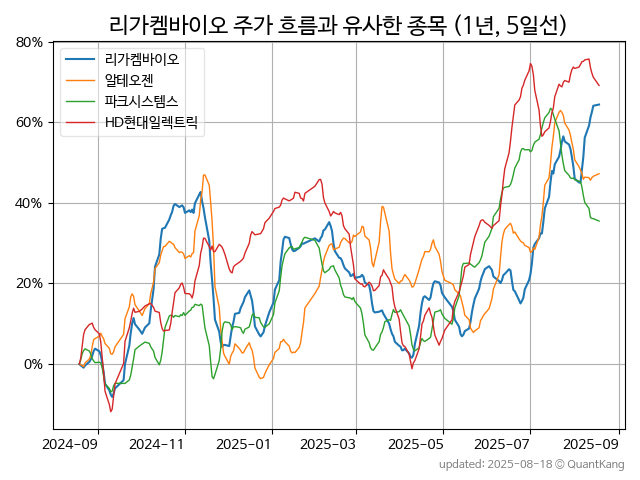 리가켐바이오 주가 흐름과 유사한 종목 (1년, 5일선)
80%
60%
40%
20%
0%
리가켐바이오
알테오젠
파크시스템스
HD현대일렉트릭
2024-09 2024-11 2025-01 2025-03 2025-05 2025-07 2025-09
updated: 2025-08-18 © QuantKang